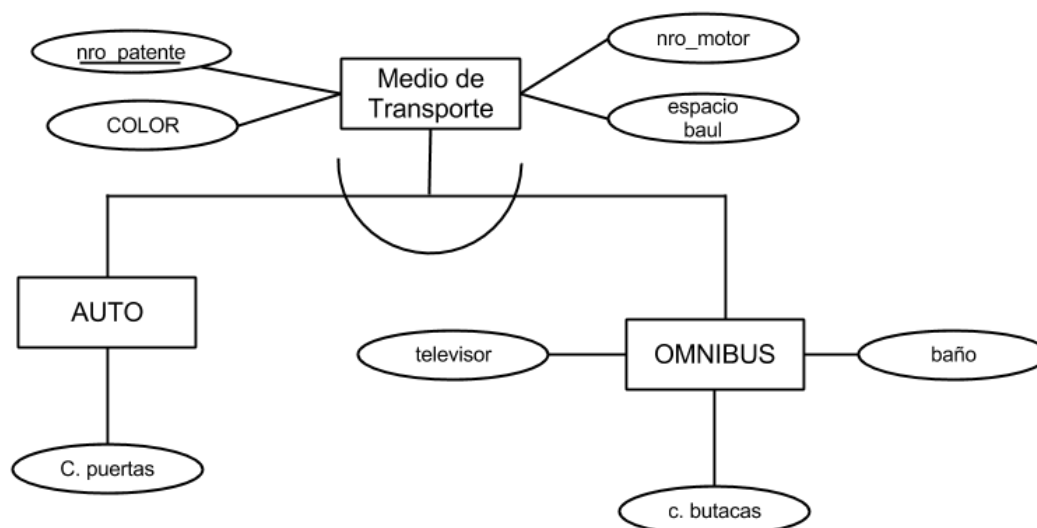 nro_patente
Medio de
Transporte
nro_motor
COLOR
espacio
baul
AUTO
televisor
OMNIBUS
baño
C. puertas
c. butacas